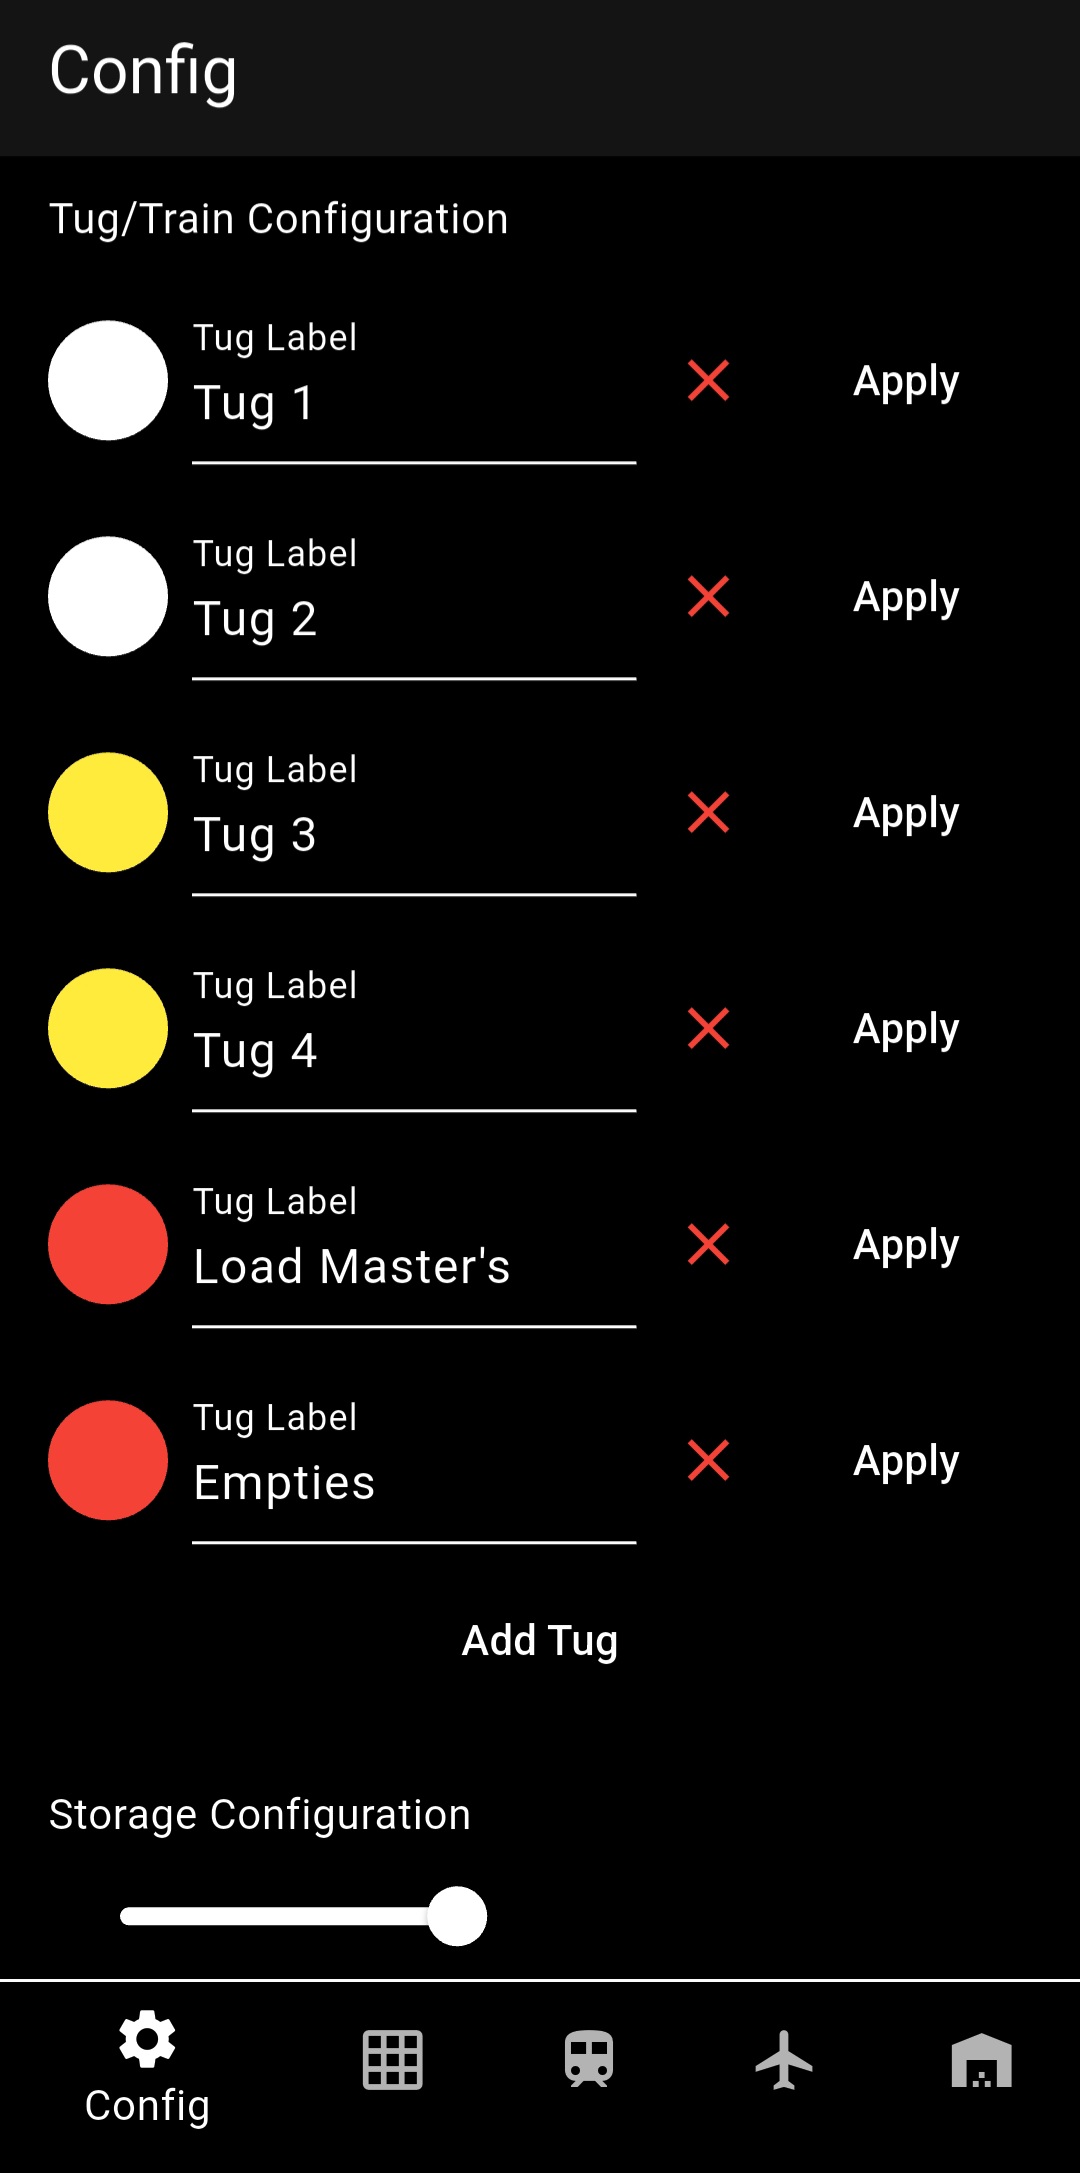 Config
Tug/Train Configuration
Tug Label
Tug 1
Apply
Tug Label
Tug 2
Apply
Tug Label
Tug 3
Apply
Tug Label
Tug 4
Apply
Tug Label
Load Master's
Apply
Tug Label
Empties
Apply
Add Tug
Storage Configuration
Config